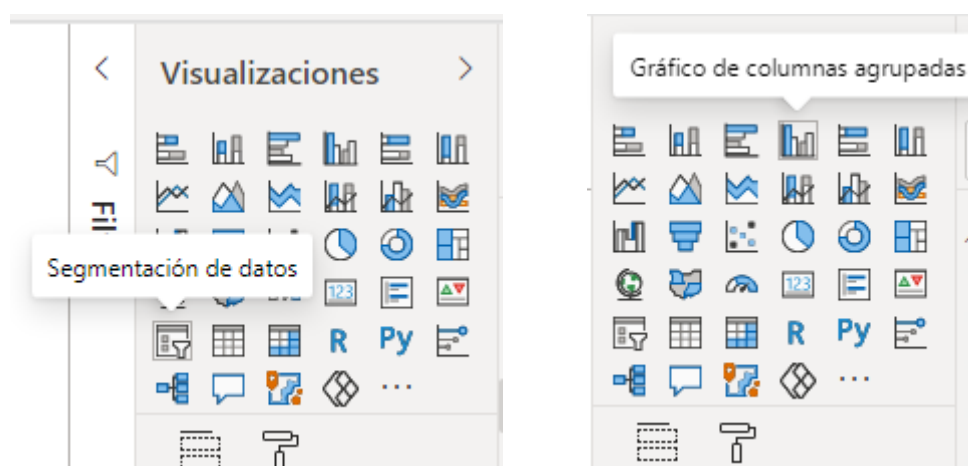 Visualizaciones
Fil
Segmentación de datos
123
R Py
...
Gráfico de columnas agrupadas
123
R Py
...